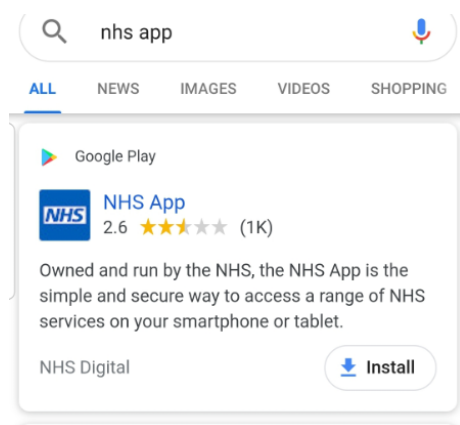 nhs app
ALL NEWS IMAGES VIDEOS SHOPPING
Google Play
NHS
NHS App
2.6 (1K)
Owned and run by the NHS, the NHS App is the
simple and secure way to access a range of NHS
services on your smartphone or tablet.
NHS Digital
Install